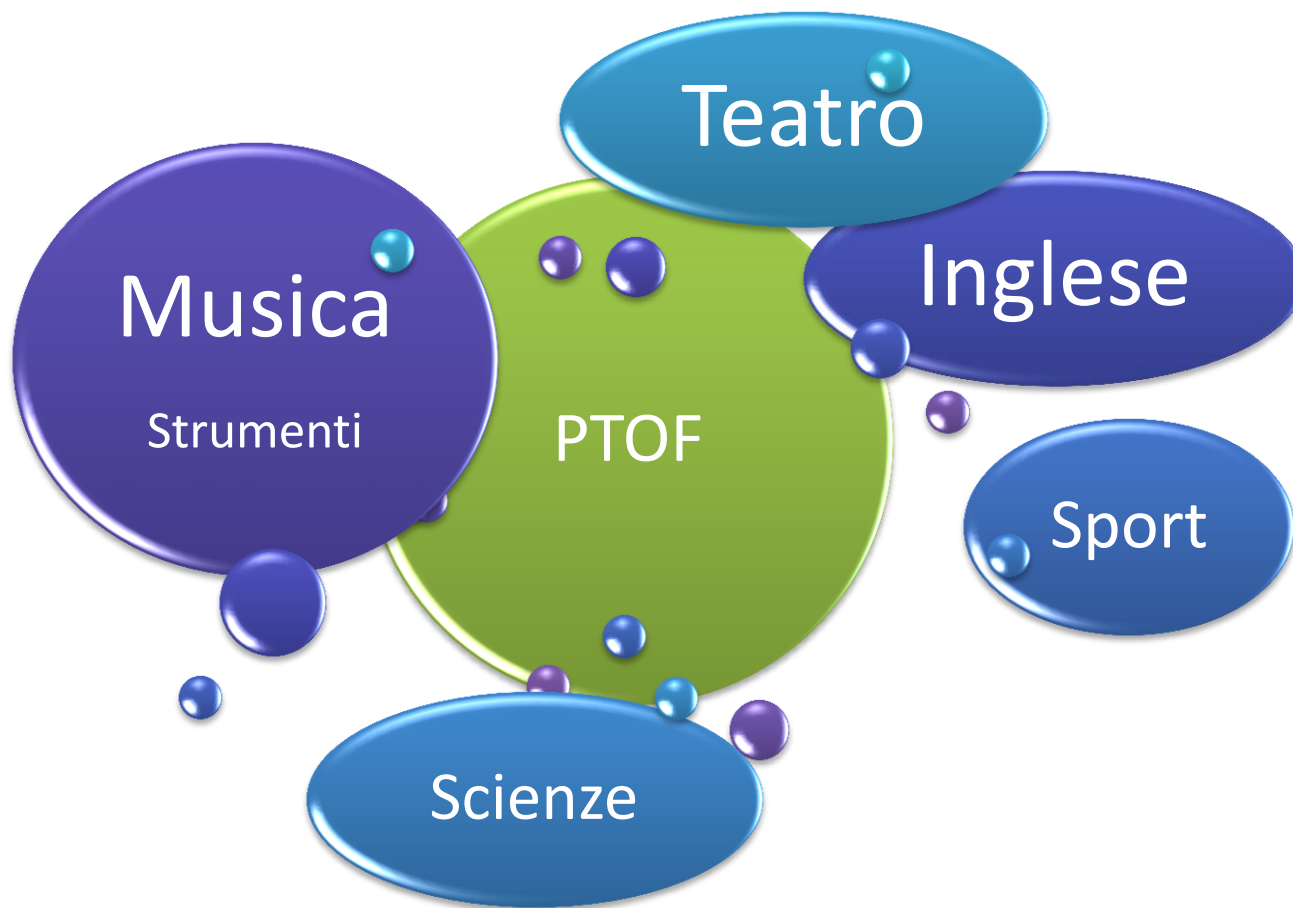 Teatro
Inglese
Musica
Strumenti
PTOF
Sport
Scienze